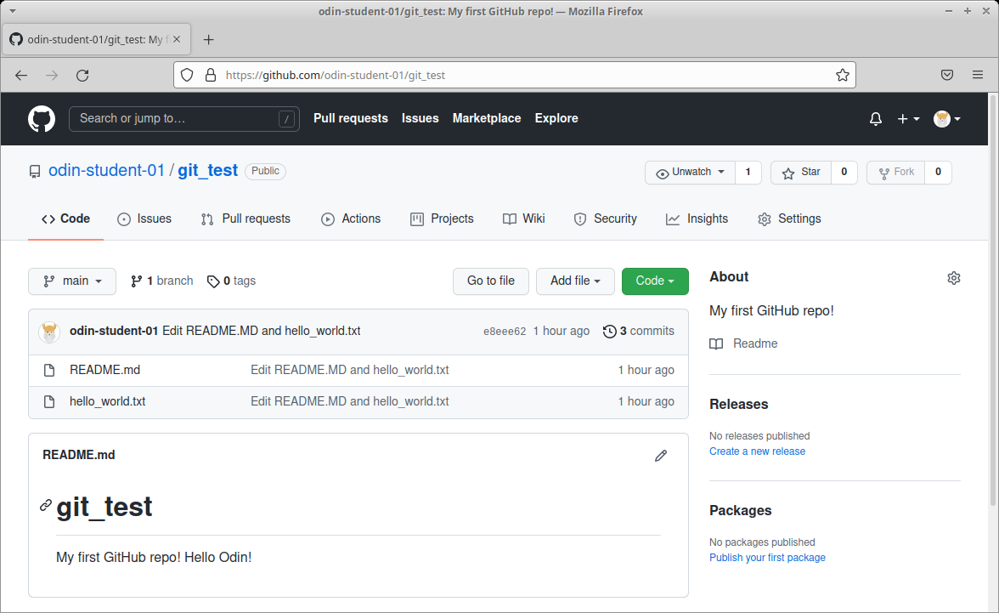 odin-student-01/git_test: My first GitHub repo! — Mozilla Firefox
odin-student-01/git_test: My fi
https://github.com/odin-student-01/git_test
Search or jump to… / Pull requests Issues Marketplace Explore
odin-student-01 / git_test Public Unwatch 1 Star 0 Fork 0
Code Issues Pull requests Actions Projects Wiki Security Insights Settings
main 1 branch 0 tags Go to file Add file Code
About
My first GitHub repo!
Readme
odin-student-01 Edit README.MD and hello_world.txt e8eee62 1 hour ago 3 commits
README.md Edit README.MD and hello_world.txt 1 hour ago
hello_world.txt Edit README.MD and hello_world.txt 1 hour ago
Releases
No releases published
Create a new release
README.md
git_test
My first GitHub repo! Hello Odin!
Packages
No packages published
Publish your first package